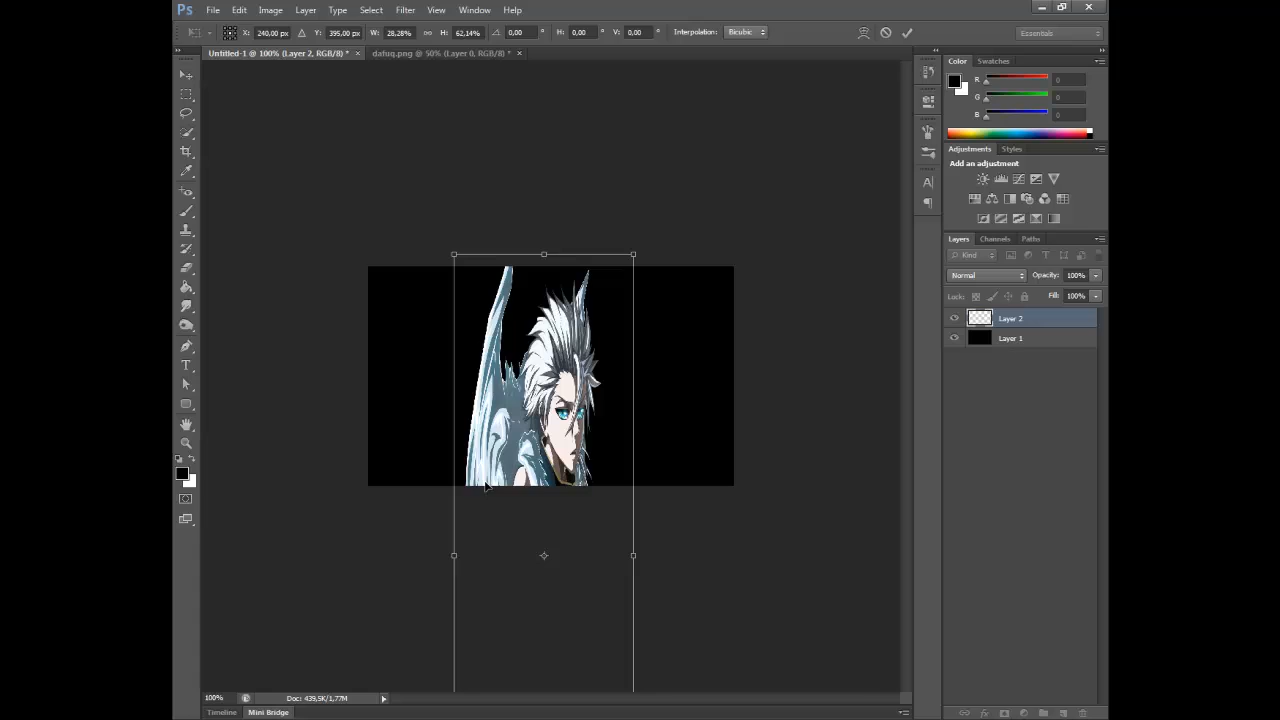 Ps File Edit Image Layer Type Select Filter View Window Help
X: 240,00 px Y: 395,00 px W: 28,28% H: 62,14% 0,00 ° H: 0,00 ° V: 0,00 ° Interpolation: Bicubic Essentials
Untitled-1 @ 100% (Layer 2, RGB/8) * × dafuq.png @ 50% (Layer 0, RGB/8) * ×
Color Swatches
R 0
G 0
B 0
Adjustments Styles
Add an adjustment
Layers Channels Paths
Kind
Normal Opacity: 100%
Lock: Fill: 100%
Layer 2
Layer 1
100% Doc: 439,5K/1,77M
Timeline Mini Bridge